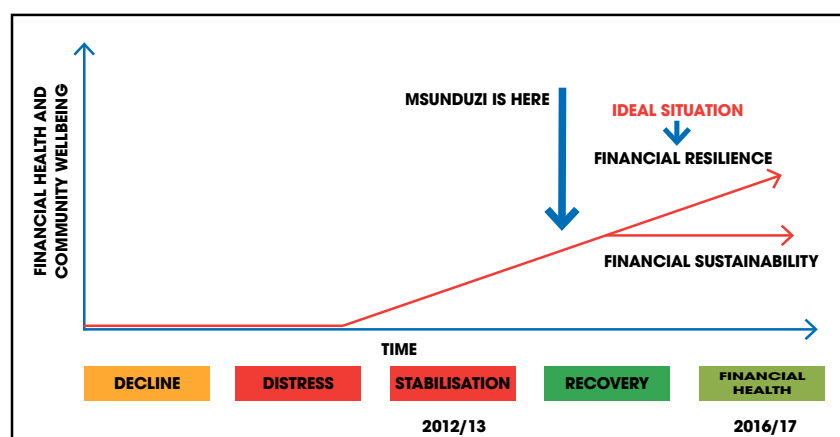 FINANCIAL HEALTH AND
COMMUNITY WELLBEING
MSUNDUZI IS HERE
IDEAL SITUATION
FINANCIAL RESILIENCE
FINANCIAL SUSTAINABILITY
TIME
DECLINE
DISTRESS
STABILISATION
RECOVERY
FINANCIAL
HEALTH
2012/13
2016/17